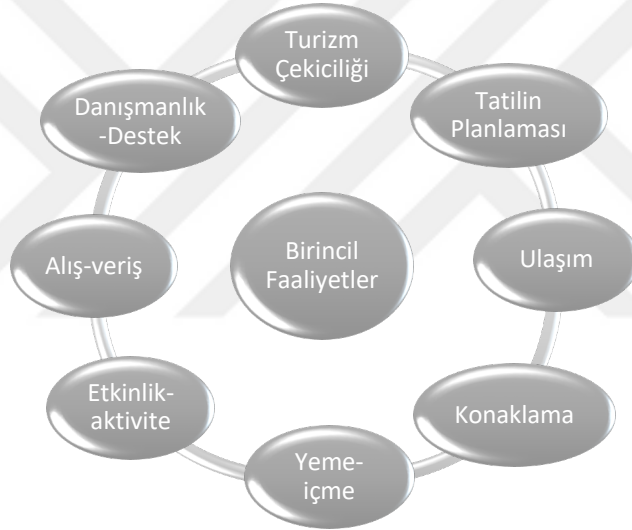 Turizm
Çekiciliği
Tatilin
Planlaması
Ulaşım
Konaklama
Yeme-
içme
Etkinlik-
aktivite
Alış-veriş
Danışmanlık
-Destek
Birincil
Faaliyetler